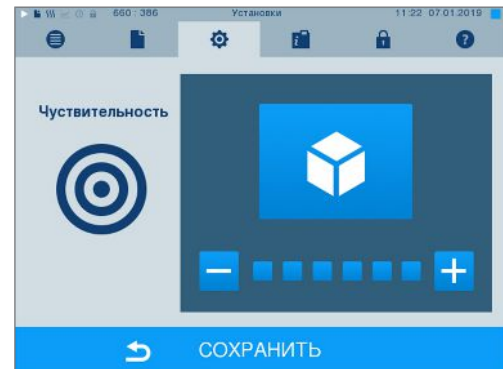 660 : 386 Установки 11:22 07.01.2019
Чуствительность
СОХРАНИТЬ